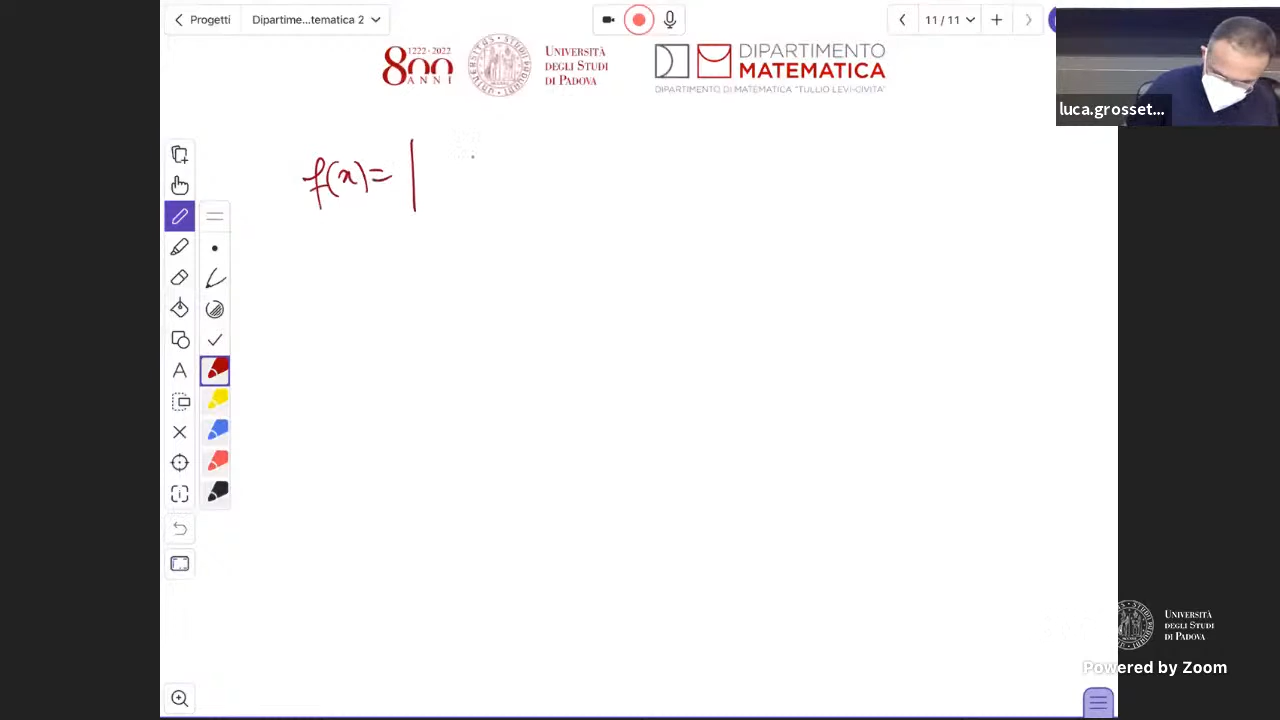 Progetti
Dipartime...tematica 2
11 / 11
1222-2022
800
ANNI
UNIVERSITÀ
DEGLI STUDI
DI PADOVA
DIPARTIMENTO
MATEMATICA
DIPARTIMENTO DI MATEMATICA "TULLIO LEVI-CIVITA"
luca.grosset...
f(x)= |
A
UNIVERSITÀ
DEGLI STUDI
DI PADOVA
Powered by Zoom